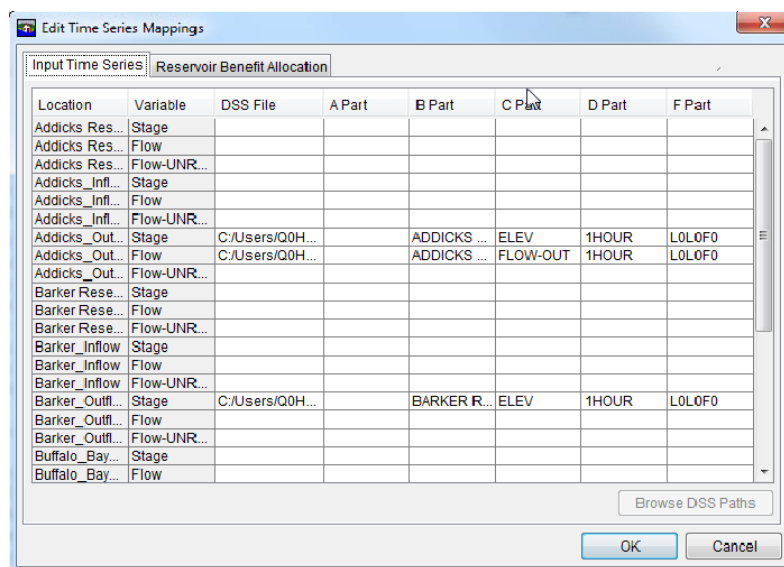 Edit Time Series Mappings
Input Time Series Reservoir Benefit Allocation
Location Variable DSS File A Part B Part C Part D Part F Part
Addicks Res... Stage
Addicks Res... Flow
Addicks Res... Flow-UNR...
Addicks_Infl... Stage
Addicks_Infl... Flow
Addicks_Infl... Flow-UNR...
Addicks_Out... Stage C:/Users/Q0H... ADDICKS ... ELEV 1HOUR L0L0F0
Addicks_Out... Flow C:/Users/Q0H... ADDICKS ... FLOW-OUT 1HOUR L0L0F0
Addicks_Out... Flow-UNR...
Barker Rese... Stage
Barker Rese... Flow
Barker Rese... Flow-UNR...
Barker_Inflow Stage
Barker_Inflow Flow
Barker_Inflow Flow-UNR...
Barker_Outfl... Stage C:/Users/Q0H... BARKER R... ELEV 1HOUR L0L0F0
Barker_Outfl... Flow
Barker_Outfl... Flow-UNR...
Buffalo_Bay... Stage
Buffalo_Bay... Flow
Browse DSS Paths
OK Cancel